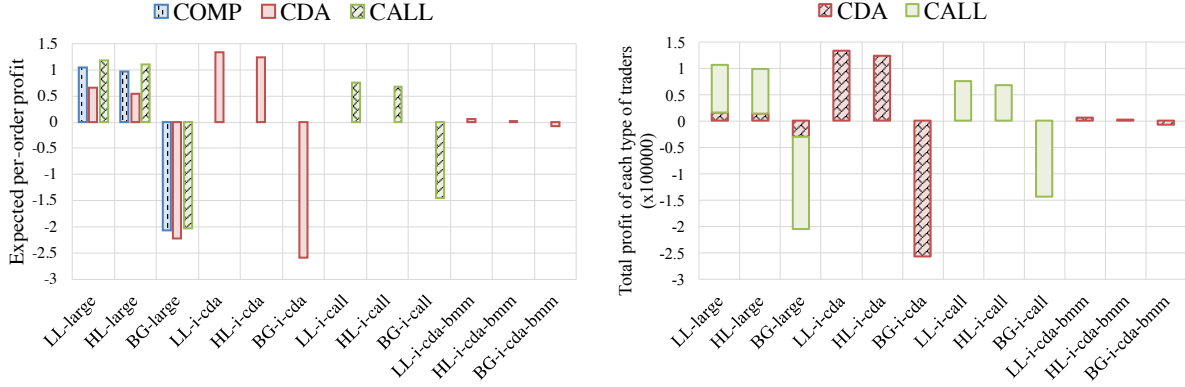 COMP CDA CALL
Expected per-order profit
1.5
1
0.5
0
-0.5
-1
-1.5
-2
-2.5
-3
LL-large
HL-large
BG-large
LL-i-cda
HL-i-cda
BG-i-cda
LL-i-call
HL-i-call
BG-i-call
LL-i-cda-bmm
HL-i-cda-bmm
BG-i-cda-bmm
CDA CALL
Total profit of each type of traders
(x100000)
1.5
1
0.5
0
-0.5
-1
-1.5
-2
-2.5
-3
LL-large
HL-large
BG-large
LL-i-cda
HL-i-cda
BG-i-cda
LL-i-call
HL-i-call
BG-i-call
LL-i-cda-bmm
HL-i-cda-bmm
BG-i-cda-bmm